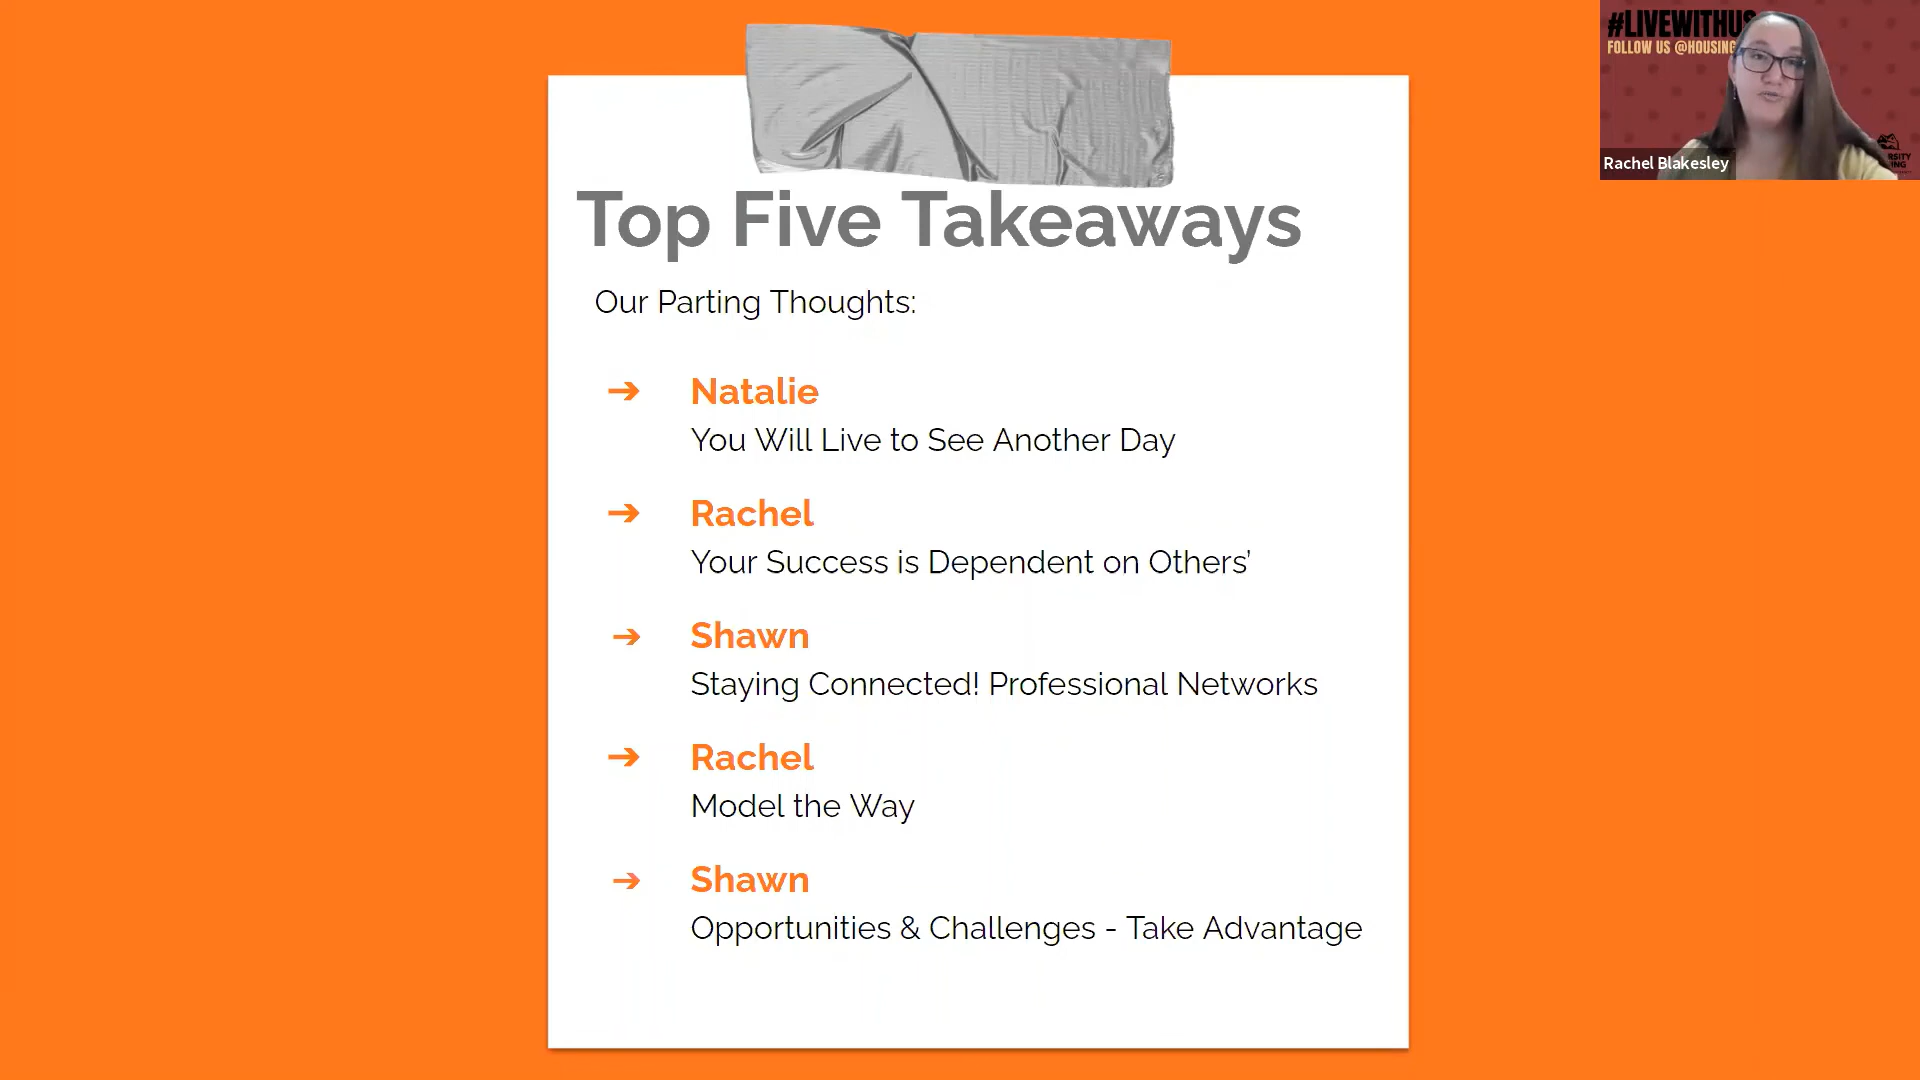 #LIVEWITHUS
FOLLOW US @HOUSING
Rachel Blakesley
Top Five Takeaways
Our Parting Thoughts:
➔ Natalie
You Will Live to See Another Day
➔ Rachel
Your Success is Dependent on Others’
➔ Shawn
Staying Connected! Professional Networks
➔ Rachel
Model the Way
➔ Shawn
Opportunities & Challenges - Take Advantage